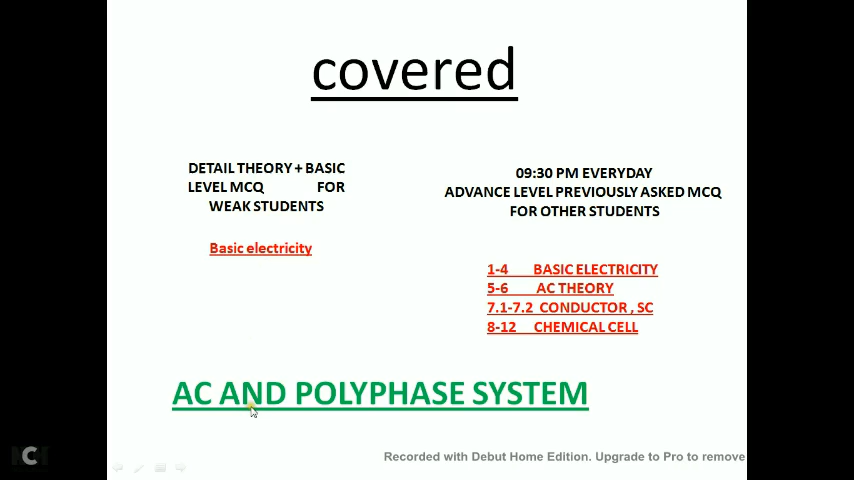 covered
DETAIL THEORY + BASIC
LEVEL MCQ FOR
WEAK STUDENTS
Basic electricity
09:30 PM EVERYDAY
ADVANCE LEVEL PREVIOUSLY ASKED MCQ
FOR OTHER STUDENTS
1-4 BASIC ELECTRICITY
5-6 AC THEORY
7.1-7.2 CONDUCTOR , SC
8-12 CHEMICAL CELL
AC AND POLYPHASE SYSTEM
Recorded with Debut Home Edition. Upgrade to Pro to remove